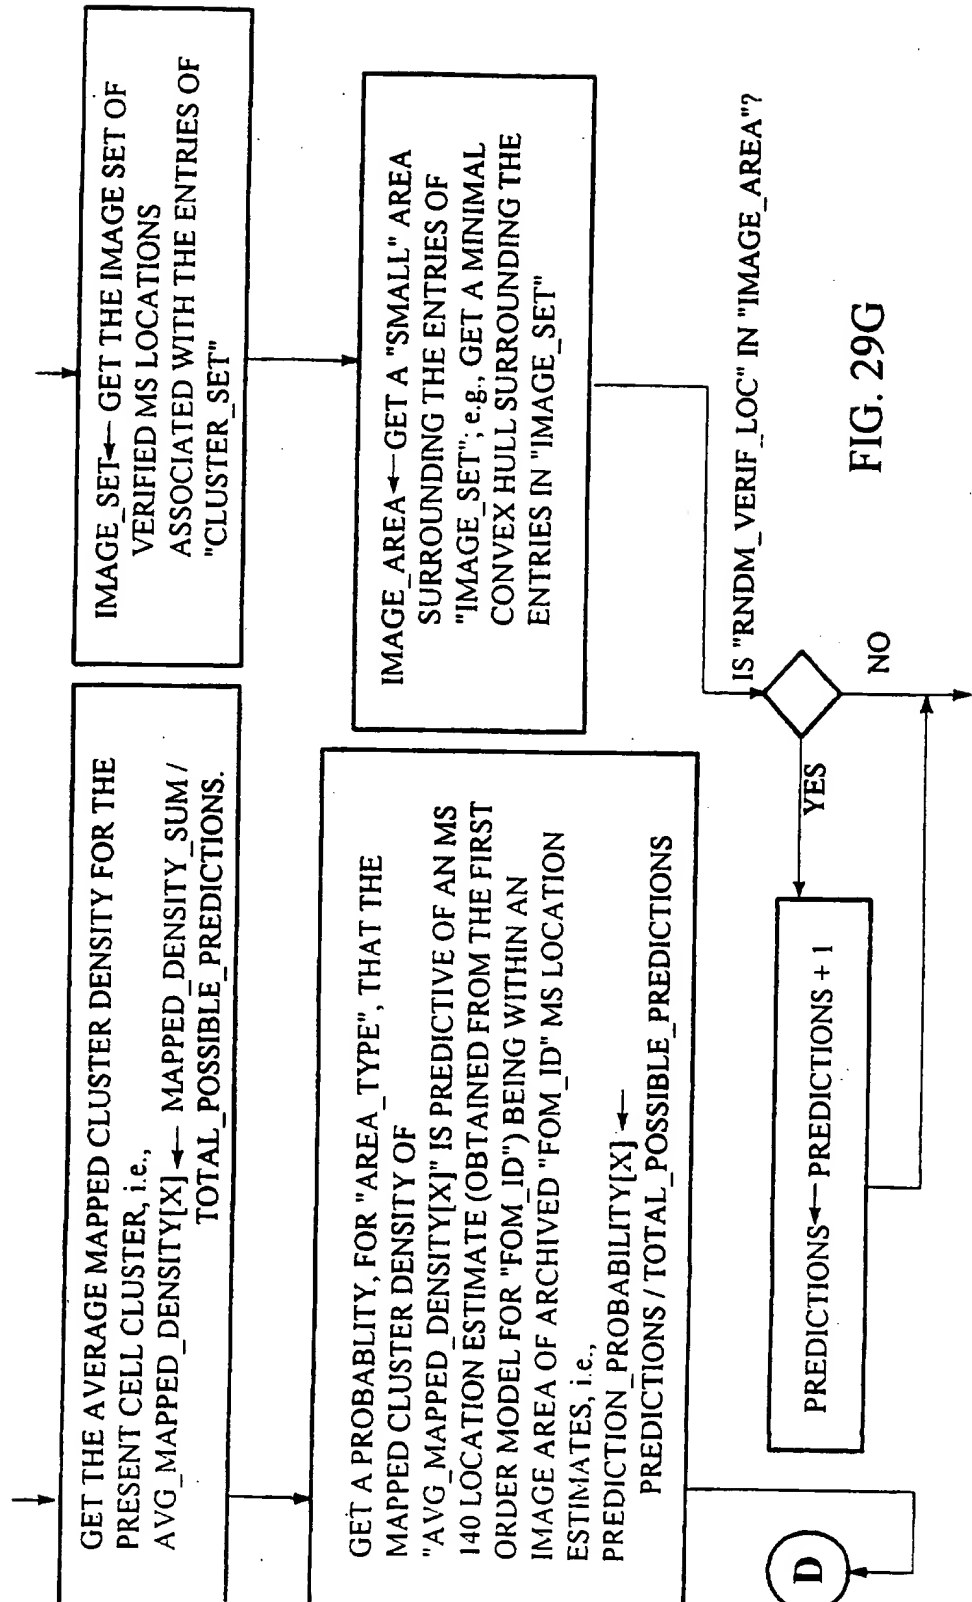 GET THE AVERAGE MAPPED CLUSTER DENSITY FOR THE
PRESENT CELL CLUSTER, i.e.,
AVG_MAPPED_DENSITY[X] ← MAPPED_DENSITY_SUM /
TOTAL_POSSIBLE_PREDICTIONS.
GET A PROBABLITY, FOR "AREA_TYPE", THAT THE
MAPPED CLUSTER DENSITY OF
"AVG_MAPPED_DENSITY[X]" IS PREDICTIVE OF AN MS
140 LOCATION ESTIMATE (OBTAINED FROM THE FIRST
ORDER MODEL FOR "FOM_ID") BEING WITHIN AN
IMAGE AREA OF ARCHIVED "FOM_ID" MS LOCATION
ESTIMATES, i.e.,
PREDICTION_PROBABILITY[X] ←
PREDICTIONS / TOTAL_POSSIBLE_PREDICTIONS
D
IMAGE_SET ← GET THE IMAGE SET OF
VERIFIED MS LOCATIONS
ASSOCIATED WITH THE ENTRIES OF
"CLUSTER_SET"
IMAGE_AREA ← GET A "SMALL" AREA
SURROUNDING THE ENTRIES OF
"IMAGE_SET"; e.g., GET A MINIMAL
CONVEX HULL SURROUNDING THE
ENTRIES IN "IMAGE_SET"
IS "RNDM_VERIF_LOC" IN "IMAGE_AREA"?
YES
NO
PREDICTIONS ← PREDICTIONS + 1
FIG. 29G